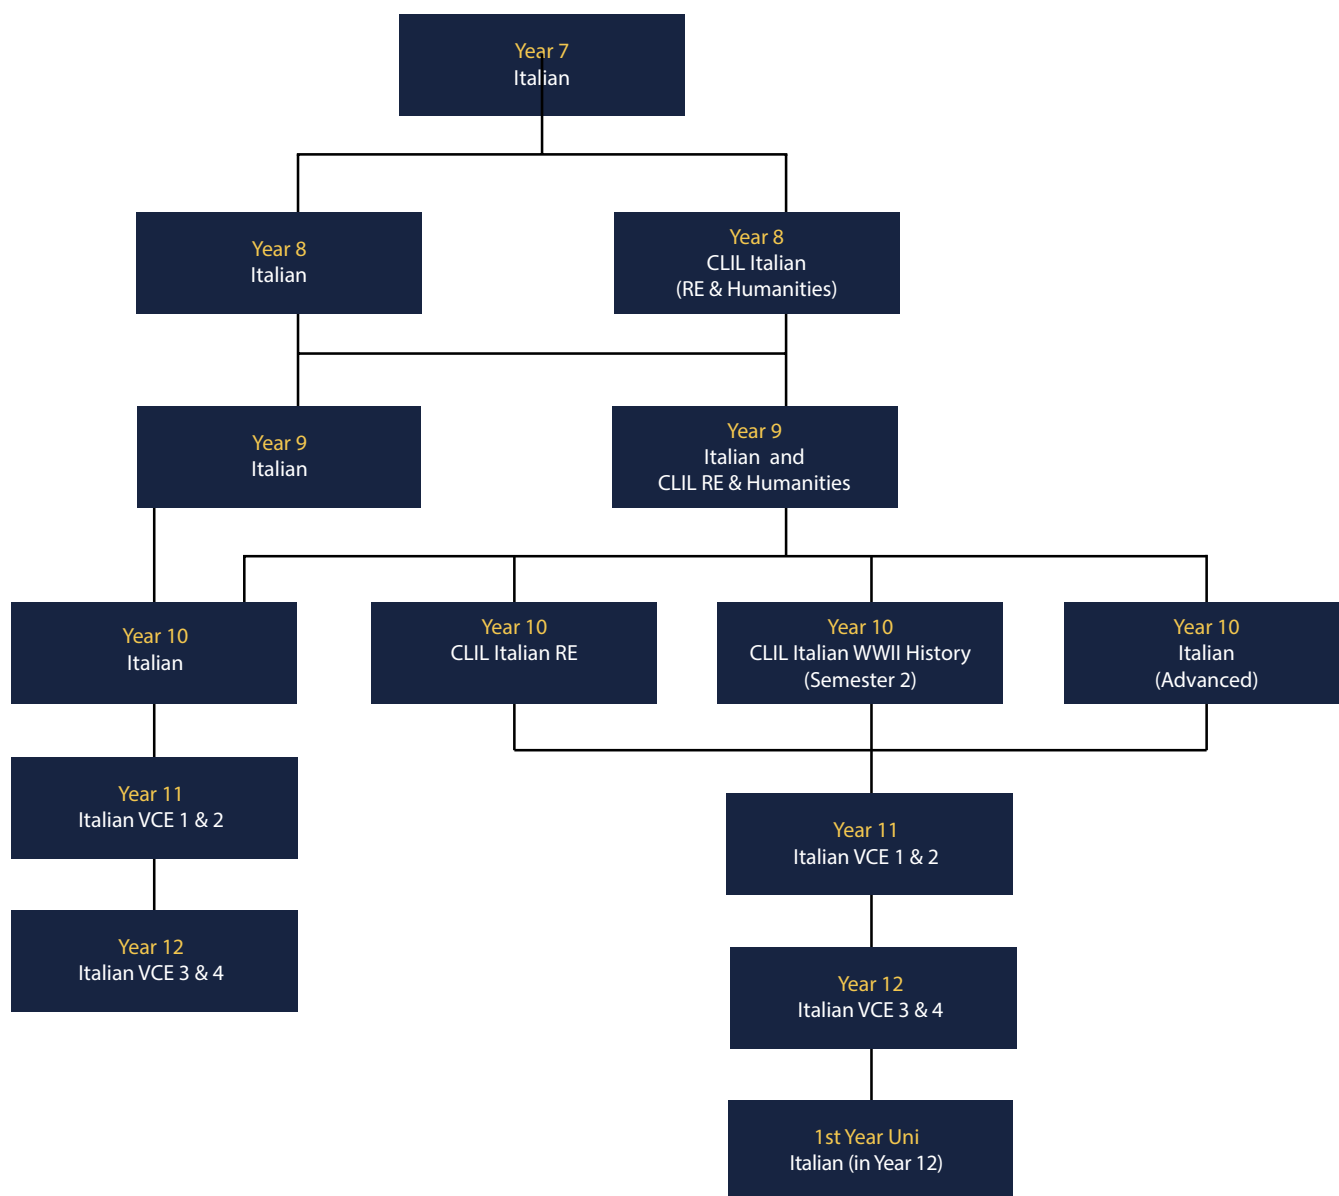 Year 7
Italian
Year 8
Italian
Year 8
CLIL Italian
(RE & Humanities)
Year 9
Italian
Year 9
Italian and
CLIL RE & Humanities
Year 10
Italian
Year 10
CLIL Italian RE
Year 10
CLIL Italian WWII History
(Semester 2)
Year 10
Italian
(Advanced)
Year 11
Italian VCE 1 & 2
Year 11
Italian VCE 1 & 2
Year 12
Italian VCE 3 & 4
Year 12
Italian VCE 3 & 4
1st Year Uni
Italian (in Year 12)